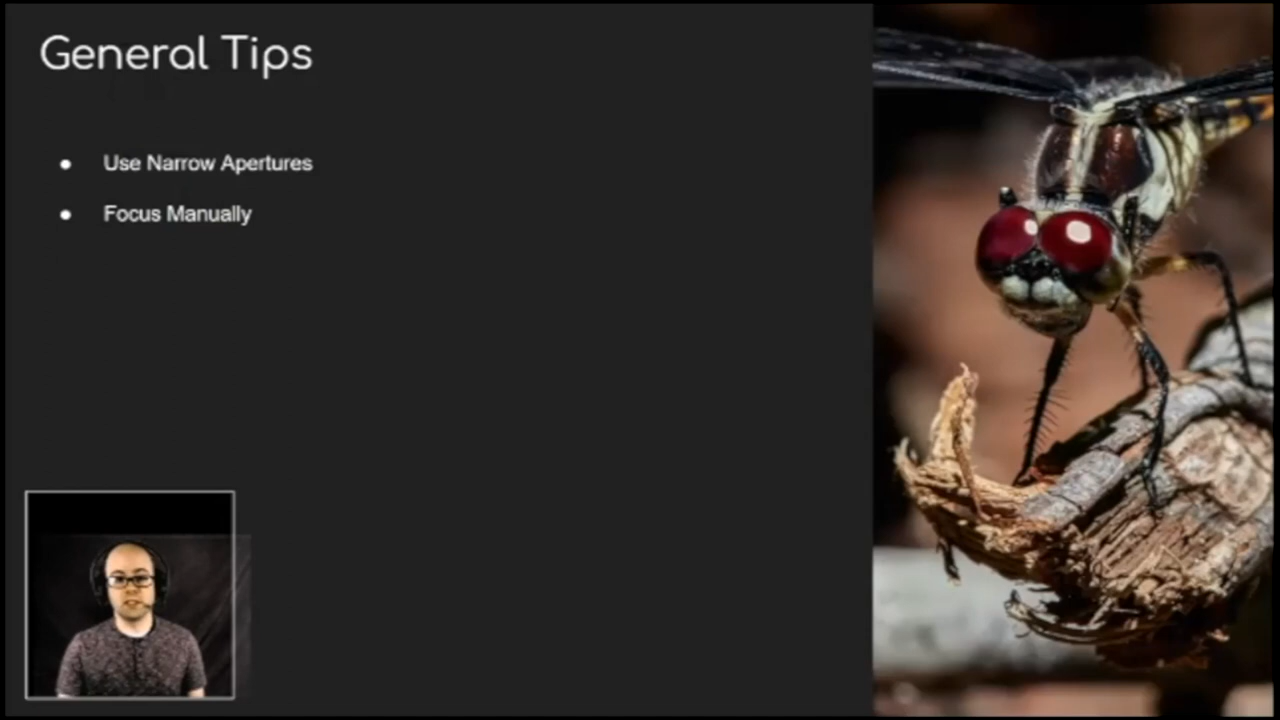 General Tips
● Use Narrow Apertures
● Focus Manually